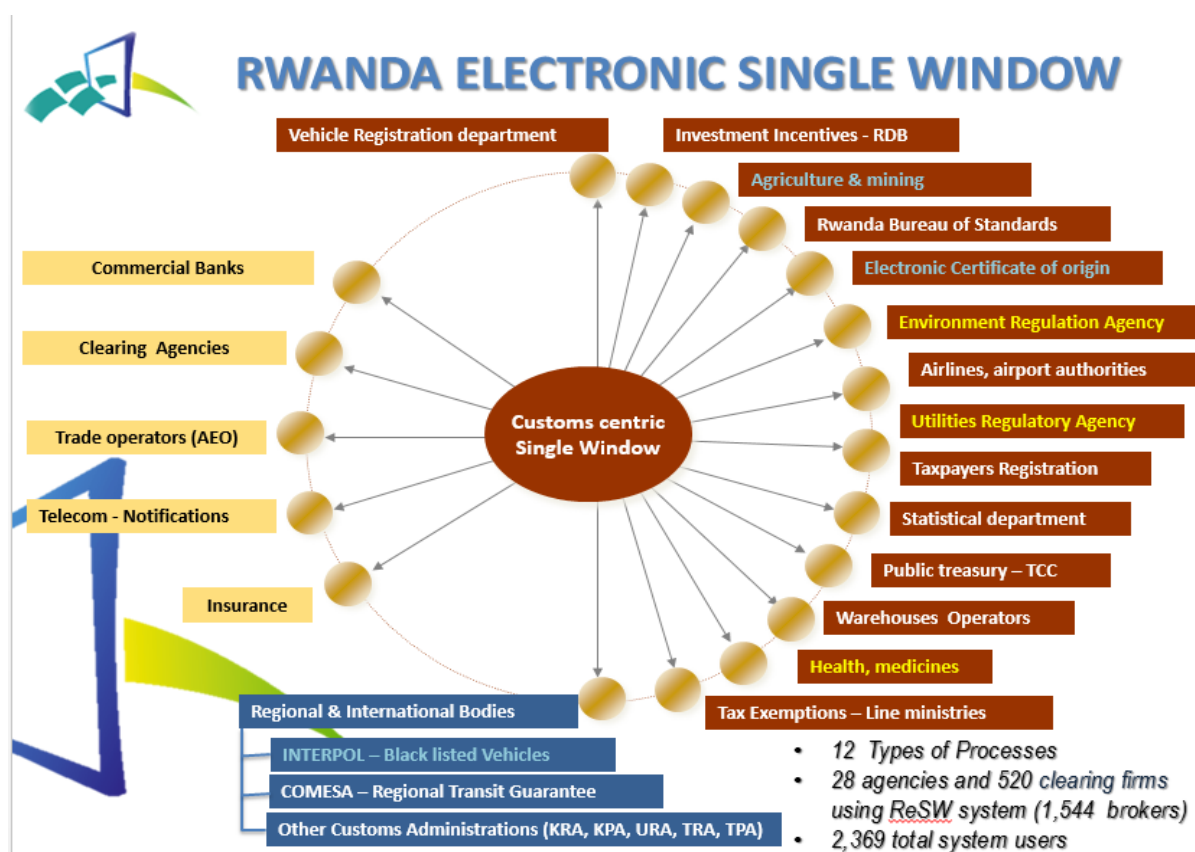 RWANDA ELECTRONIC SINGLE WINDOW
Vehicle Registration department
Investment Incentives - RDB
Agriculture & mining
Rwanda Bureau of Standards
Electronic Certificate of origin
Environment Regulation Agency
Airlines, airport authorities
Utilities Regulatory Agency
Taxpayers Registration
Statistical department
Public treasury – TCC
Warehouses Operators
Health, medicines
Tax Exemptions – Line ministries
Commercial Banks
Clearing Agencies
Trade operators (AEO)
Telecom - Notifications
Insurance
Customs centric
Single Window
Regional & International Bodies
INTERPOL – Black listed Vehicles
COMESA – Regional Transit Guarantee
Other Customs Administrations (KRA, KPA, URA, TRA, TPA)
• 12 Types of Processes
• 28 agencies and 520 clearing firms
using ReSW system (1,544 brokers)
• 2,369 total system users